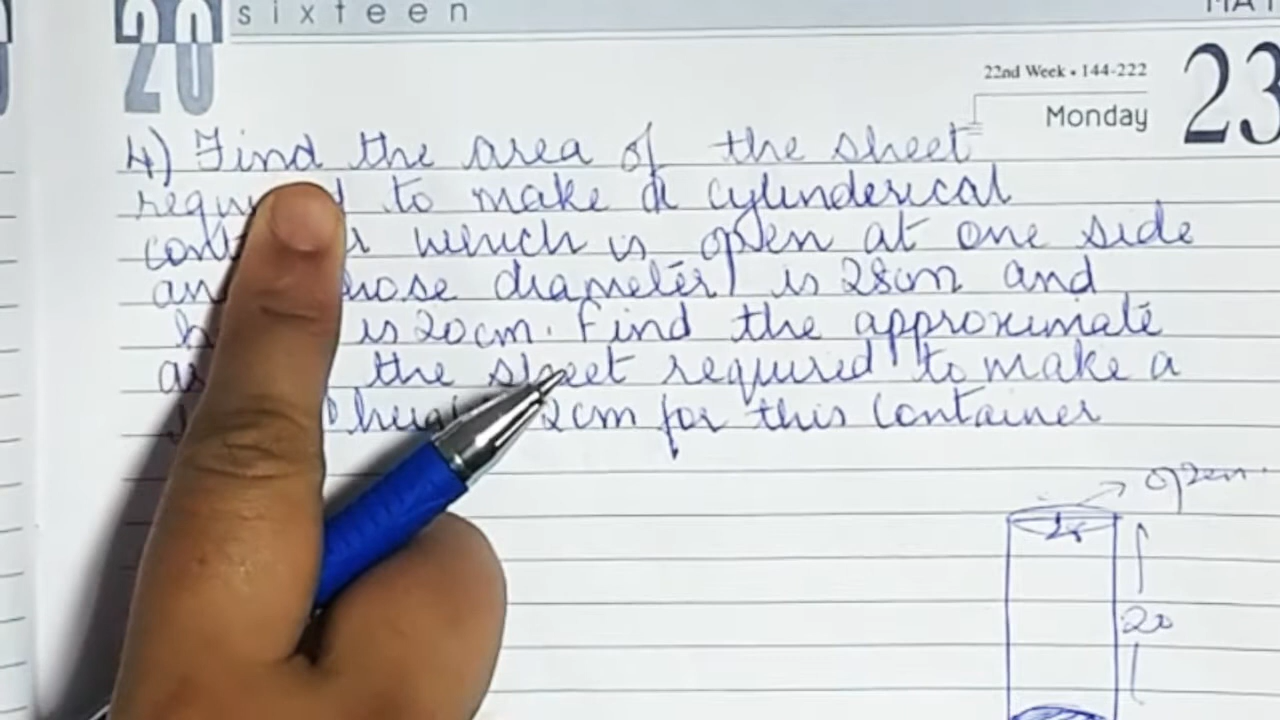 20 sixteen
22nd Week • 144-222
Monday 23
4) Find the area of the sheet
to make a cylinderical
which is open at one side
diameter is 28cm and
is 20cm. Find the approximate
the sheet required to make a
2cm for this container
open.
28
20